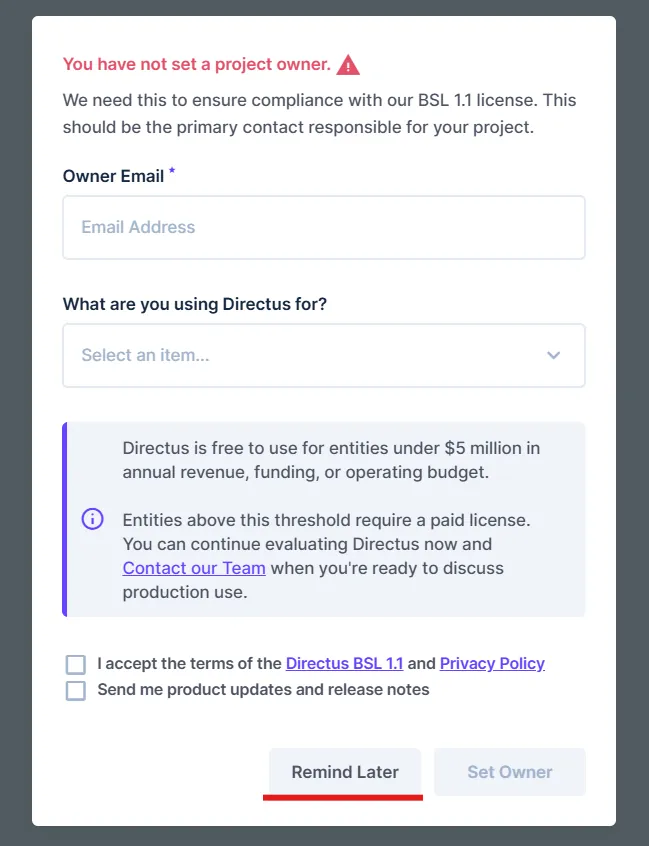 You have not set a project owner.
We need this to ensure compliance with our BSL 1.1 license. This
should be the primary contact responsible for your project.
Owner Email *
Email Address
What are you using Directus for?
Select an item...
Directus is free to use for entities under $5 million in
annual revenue, funding, or operating budget.
Entities above this threshold require a paid license.
You can continue evaluating Directus now and
Contact our Team when you're ready to discuss
production use.
I accept the terms of the Directus BSL 1.1 and Privacy Policy
Send me product updates and release notes
Remind Later
Set Owner